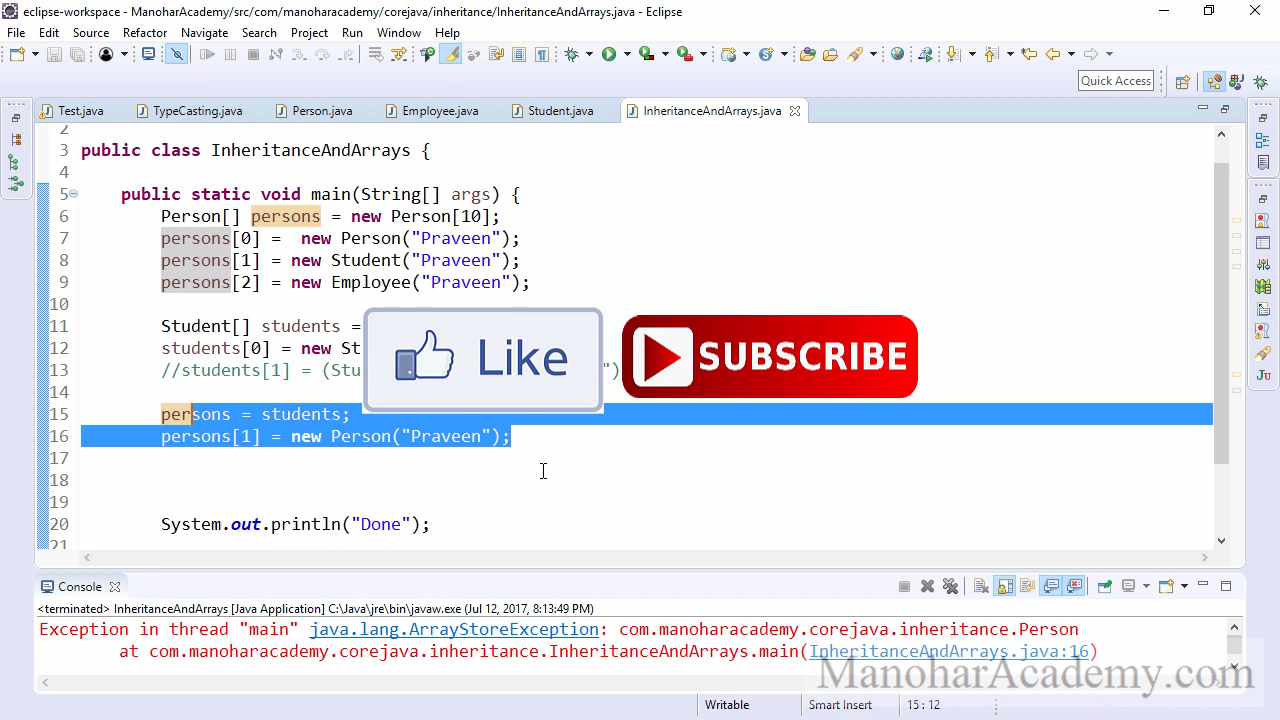 eclipse-workspace - ManoharAcademy/src/com/manoharacademy/corejava/inheritance/InheritanceAndArrays.java - Eclipse
File Edit Source Refactor Navigate Search Project Run Window Help
Quick Access
Test.java TypeCasting.java Person.java Employee.java Student.java InheritanceAndArrays.java
2
3 public class InheritanceAndArrays {
4
5 public static void main(String[] args) {
6 Person[] persons = new Person[10];
7 persons[0] = new Person("Praveen");
8 persons[1] = new Student("Praveen");
9 persons[2] = new Employee("Praveen");
10
11 Student[] students =
12 students[0] = new St
13 //students[1] = (Stu ")
Like SUBSCRIBE
14
15 persons = students;
16 persons[1] = new Person("Praveen");
17
18
19
20 System.out.println("Done");
21
Console
<terminated> InheritanceAndArrays [Java Application] C:\Java\jre\bin\javaw.exe (Jul 12, 2017, 8:13:49 PM)
Exception in thread "main" java.lang.ArrayStoreException: com.manoharacademy.corejava.inheritance.Person
at com.manoharacademy.corejava.inheritance.InheritanceAndArrays.main(InheritanceAndArrays.java:16)
ManoharAcademy.com
Writable Smart Insert 15 : 12